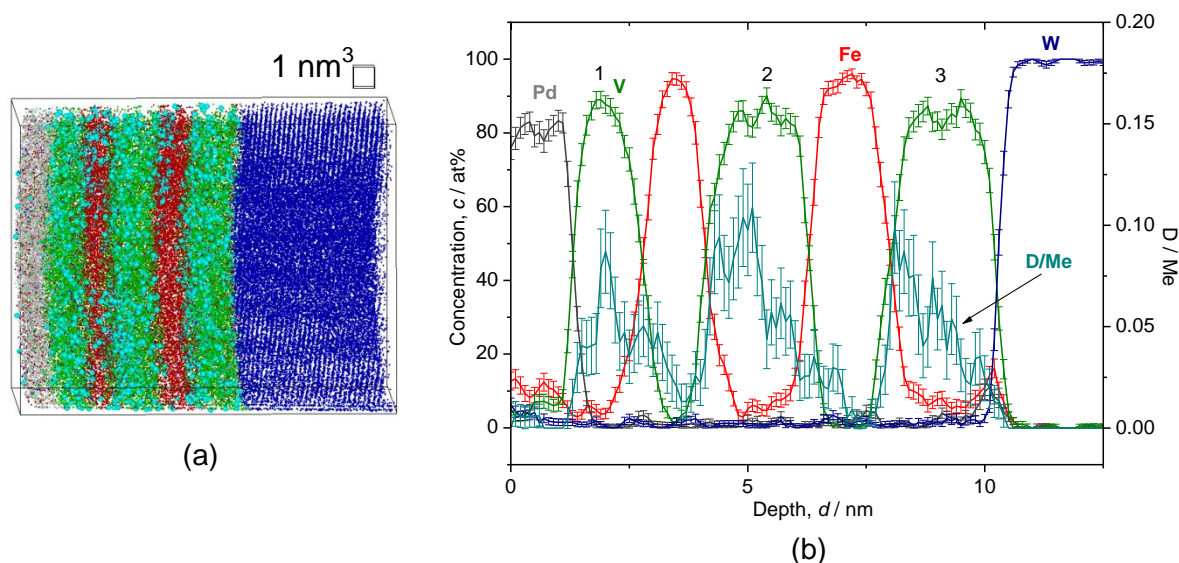 1 nm³
(a)
Concentration, c / at%
100
80
60
40
20
0
Pd
1
V
Fe
2
3
W
D/Me
0.20
0.15
0.10
0.05
0.00
D / Me
0
5
10
Depth, d / nm
(b)